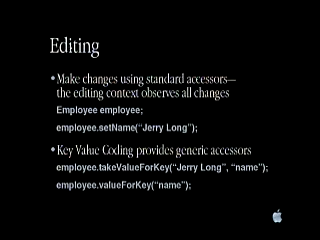 Editing
• Make changes using standard accessors—
the editing context observes all changes
Employee employee;
employee.setName(“Jerry Long”);
• Key Value Coding provides generic accessors
employee.takeValueForKey(“Jerry Long”, “name”);
employee.valueForKey(“name”);